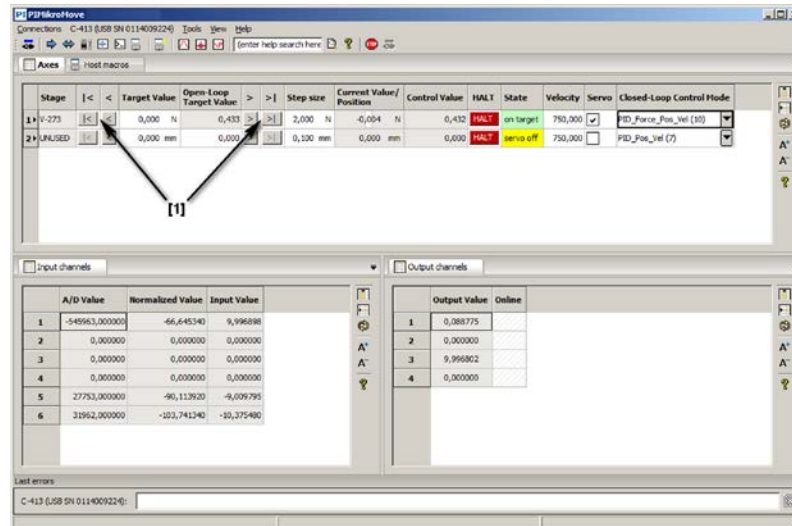 PIMikroMove
Connections C-413 (USB SN 0114009224) Tools View Help
(enter help search here
Axes Host macros
Stage |< < Target Value Open-Loop Target Value > >| Step size Current Value/ Position Control Value HALT State Velocity Servo Closed-Loop Control Mode
1 V-273 |< < 0,000 N 0,433 > >| 2,000 N -0,004 N 0,432 HALT on target 750,000 PID_Force_Pos_Vel (10)
2 UNUSED |< < 0,000 mm 0,000 > >| 0,100 mm 0,000 mm 0,000 HALT servo off 750,000 PID_Pos_Vel (7)
[1]
Input channels
A/D Value Normalized Value Input Value
1 -545963,000000 -66,645340 9,996898
2 0,000000 0,000000 0,000000
3 0,000000 0,000000 0,000000
4 0,000000 0,000000 0,000000
5 27753,000000 -90,113920 -9,009795
6 31962,000000 -103,741340 -10,375480
Output channels
Output Value Online
1 0,088775
2 0,000000
3 9,996802
4 0,000000
Last errors
C-413 (USB SN 0114009224):